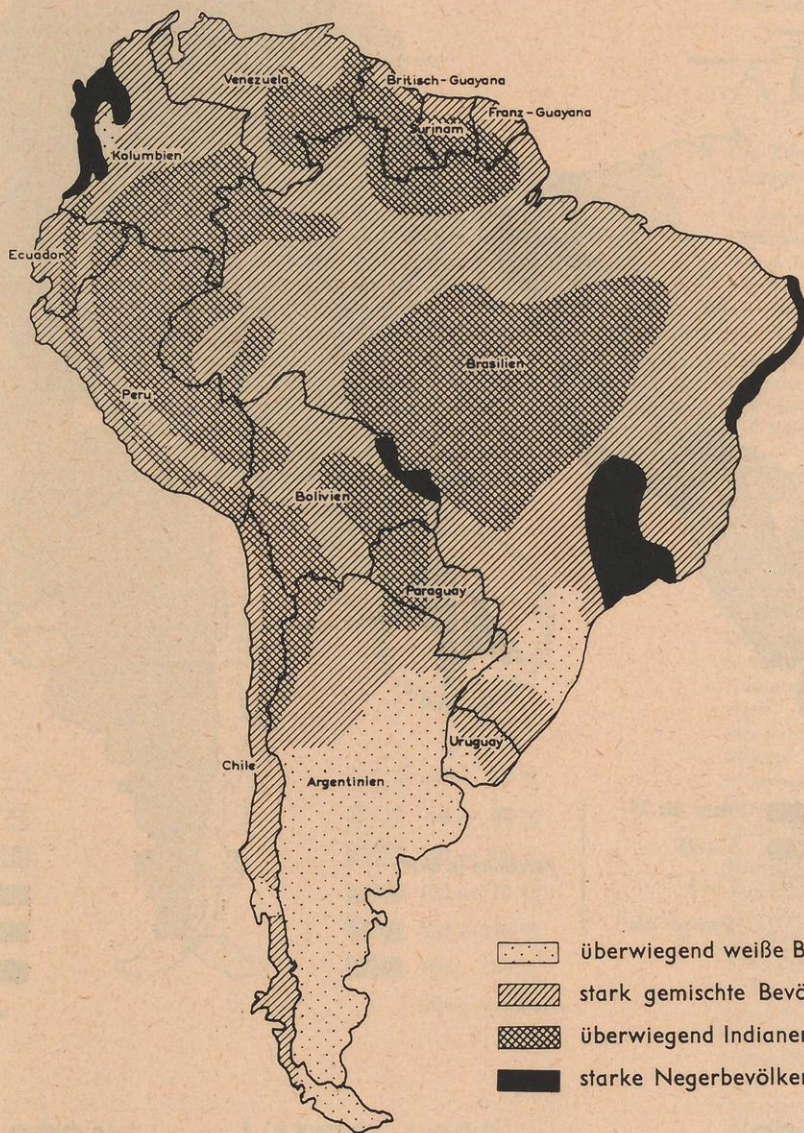 Venezuela
Britisch-Guayana
Franz-Guayana
Surinam
Kolumbien
Ecuador
Brasilien
Peru
Bolivien
Paraguay
Uruguay
Chile
Argentinien
überwiegend weiße
stark gemischte
überwiegend
starke